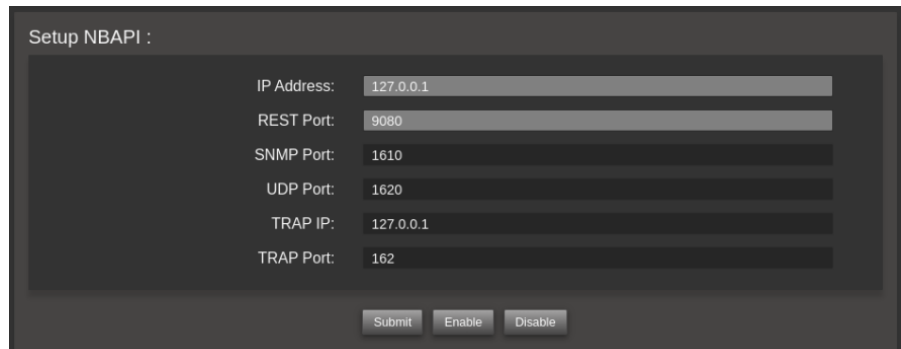 Setup NBAPI :
IP Address: 127.0.0.1
REST Port: 9080
SNMP Port: 1610
UDP Port: 1620
TRAP IP: 127.0.0.1
TRAP Port: 162
Submit Enable Disable